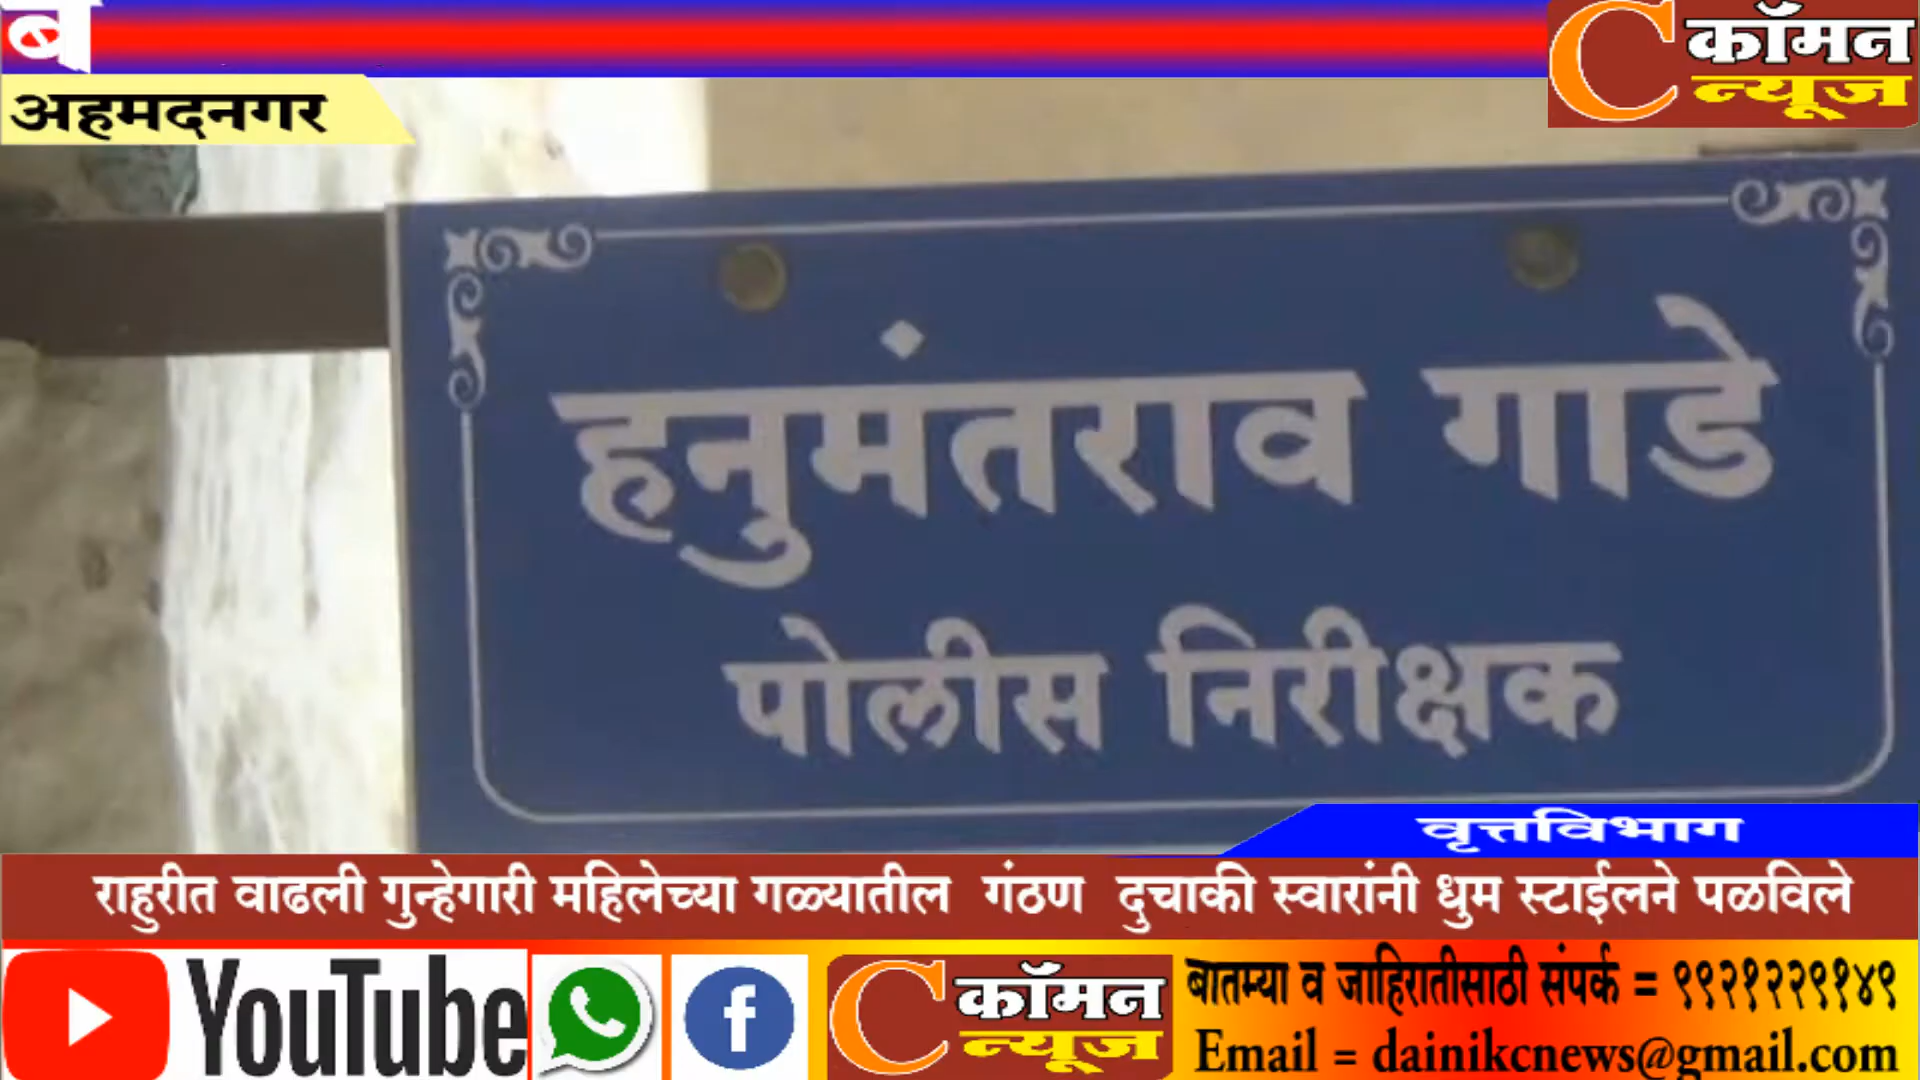 कॉमन
न्यूज
अहमदनगर
हनुमंतराव गाडे
पोलीस निरीक्षक
वृत्तविभाग
राहुरीत वाढली गुन्हेगारी महिलेच्या गळ्यातील गंठण दुचाकी स्वारांनी धुम स्टाईलने पळविले
YouTube
कॉमन
न्यूज
बातम्या व जाहिरातीसाठी संपर्क = ९९२१२२९१४९
Email = dainikcnews@gmail.com